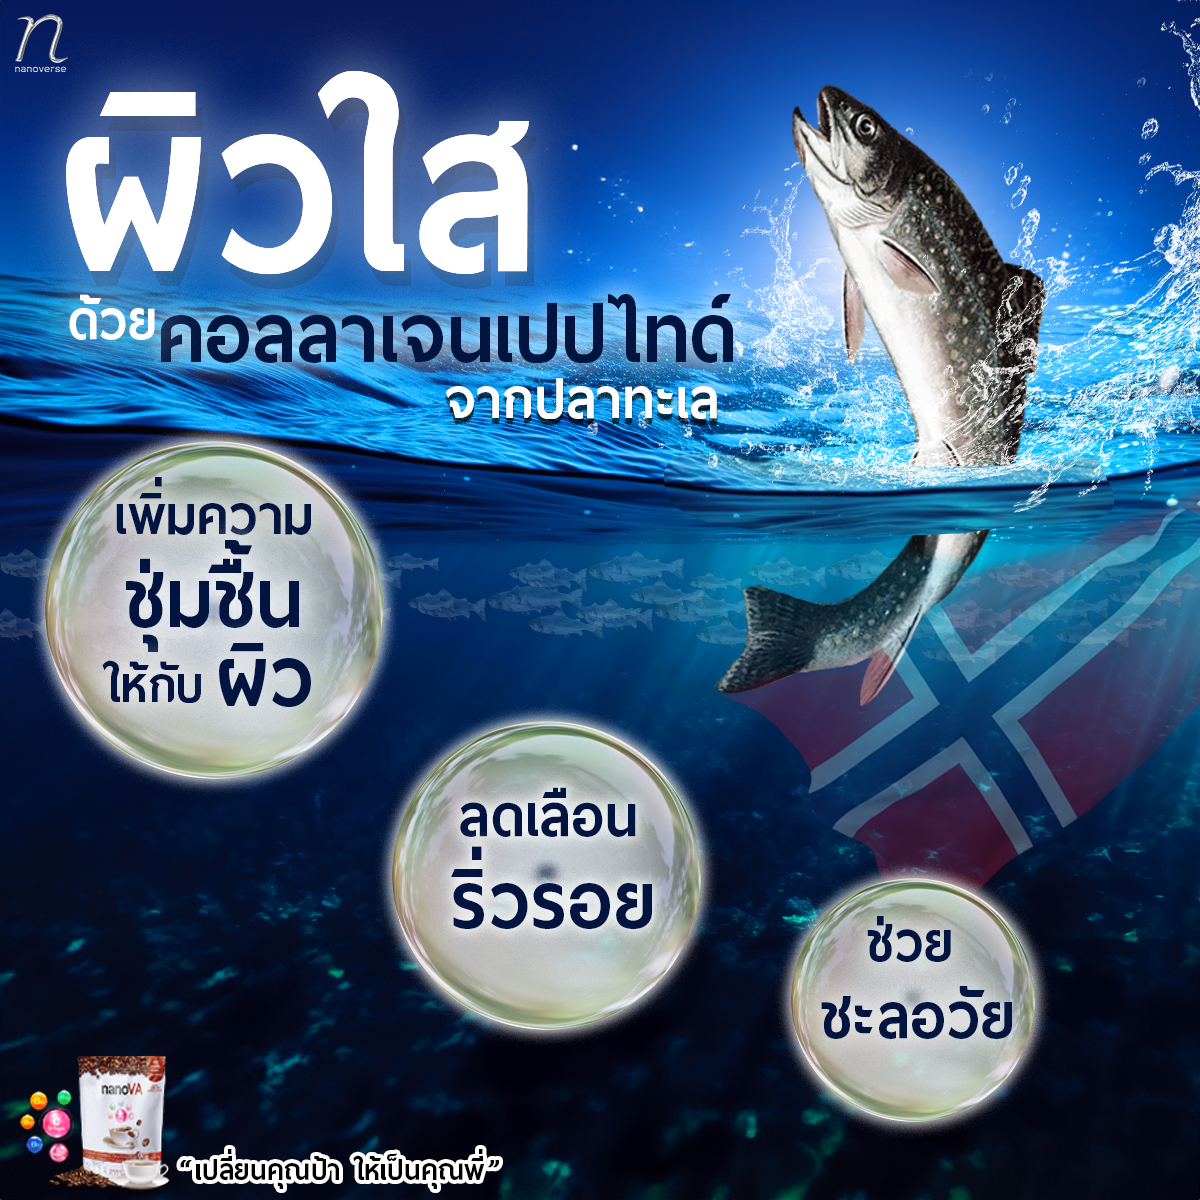 n
nanoverse
ผิวใส
ด้วยคอลลาเจนเปปไทด์
จากปลาทะเล
เพิ่มความ
ชุ่มชื้น
ให้กับ ผิว
ลดเลือน
ริ้วรอย
ช่วย
ชะลอวัย
nanoVA
“เปลี่ยนคุณป้า ให้เป็นคุณพี่”